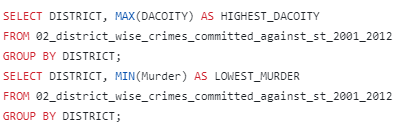 SELECT DISTRICT, MAX(DACOITY) AS HIGHEST_DACOITY
FROM 02_district_wise_crimes_committed_against_st_2001_2012
GROUP BY DISTRICT;
SELECT DISTRICT, MIN(Murder) AS LOWEST_MURDER
FROM 02_district_wise_crimes_committed_against_st_2001_2012
GROUP BY DISTRICT;